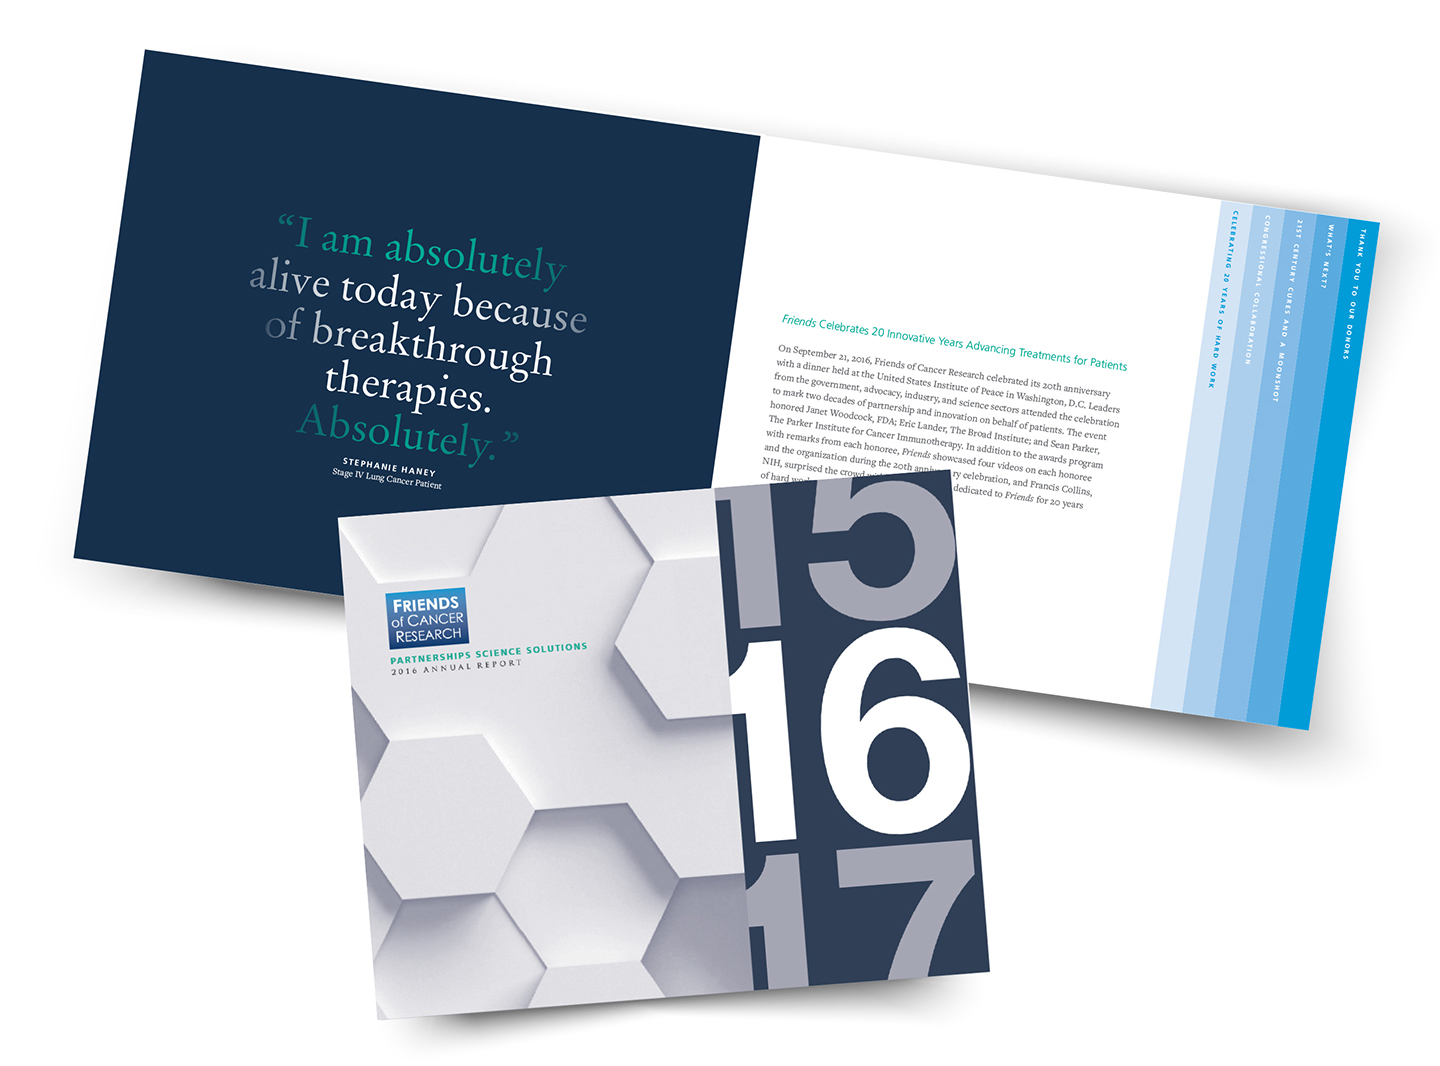 “I am absolutely
alive today because
of breakthrough
therapies.
Absolutely.”
STEPHANIE HANEY
Stage IV Lung Cancer Patient
Friends Celebrates 20 Innovative Years Advancing Treatments for Patients
On September 21, 2016, Friends of Cancer Research celebrated its 20th anniversary
with a dinner held at the United States Institute of Peace in Washington, D.C. Leaders
from the government, advocacy, industry, and science sectors attended the celebration
to mark two decades of partnership and innovation on behalf of patients. The event
honored Janet Woodcock, FDA; Eric Lander, The Broad Institute; and Sean Parker,
The Parker Institute for Cancer Immunotherapy. In addition to the awards program
with remarks from each honoree, Friends showcased four videos on each honoree
and the organization during the 20th anniversary celebration, and Francis Collins,
NIH, surprised the crowd dedicated to Friends for 20 years
of hard
CELEBRATING 20 YEARS OF HARD WORK
CONGRESSIONAL COLLABORATION
21ST CENTURY CURES AND A MOONSHOT
WHAT'S NEXT?
THANK YOU TO OUR DONORS
FRIENDS
of CANCER
RESEARCH
PARTNERSHIPS SCIENCE SOLUTIONS
2016 ANNUAL REPORT
15
16
17